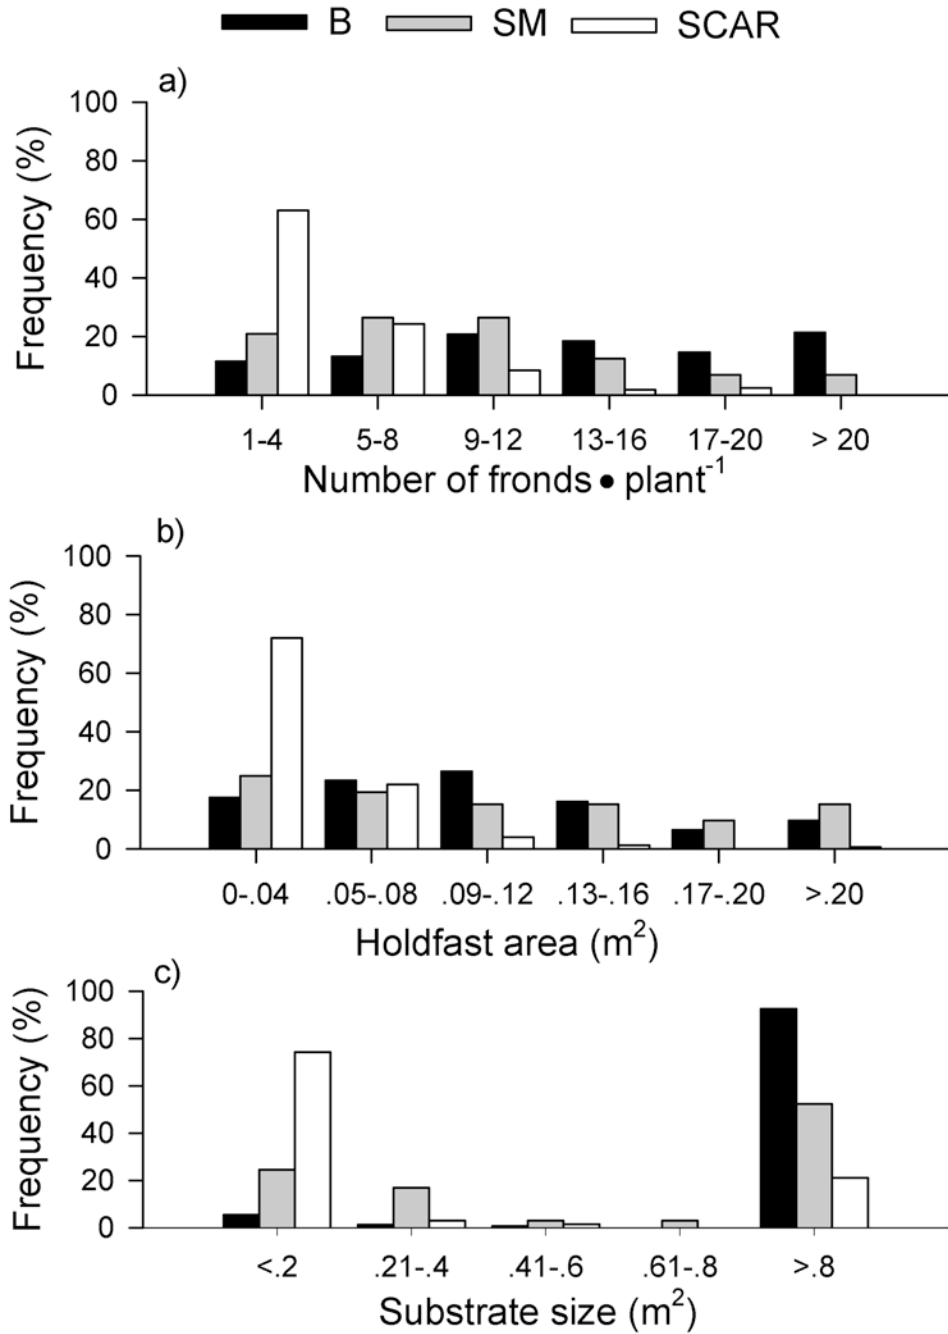 B SM SCAR
a)
100
80
60
40
20
0
Frequency (%)
1-4 5-8 9-12 13-16 17-20 > 20
Number of fronds • plant⁻¹
b)
100
80
60
40
20
0
Frequency (%)
0-.04 .05-.08 .09-.12 .13-.16 .17-.20 >.20
Holdfast area (m²)
c)
100
80
60
40
20
0
Frequency (%)
<.2 .21-.4 .41-.6 .61-.8 >.8
Substrate size (m²)